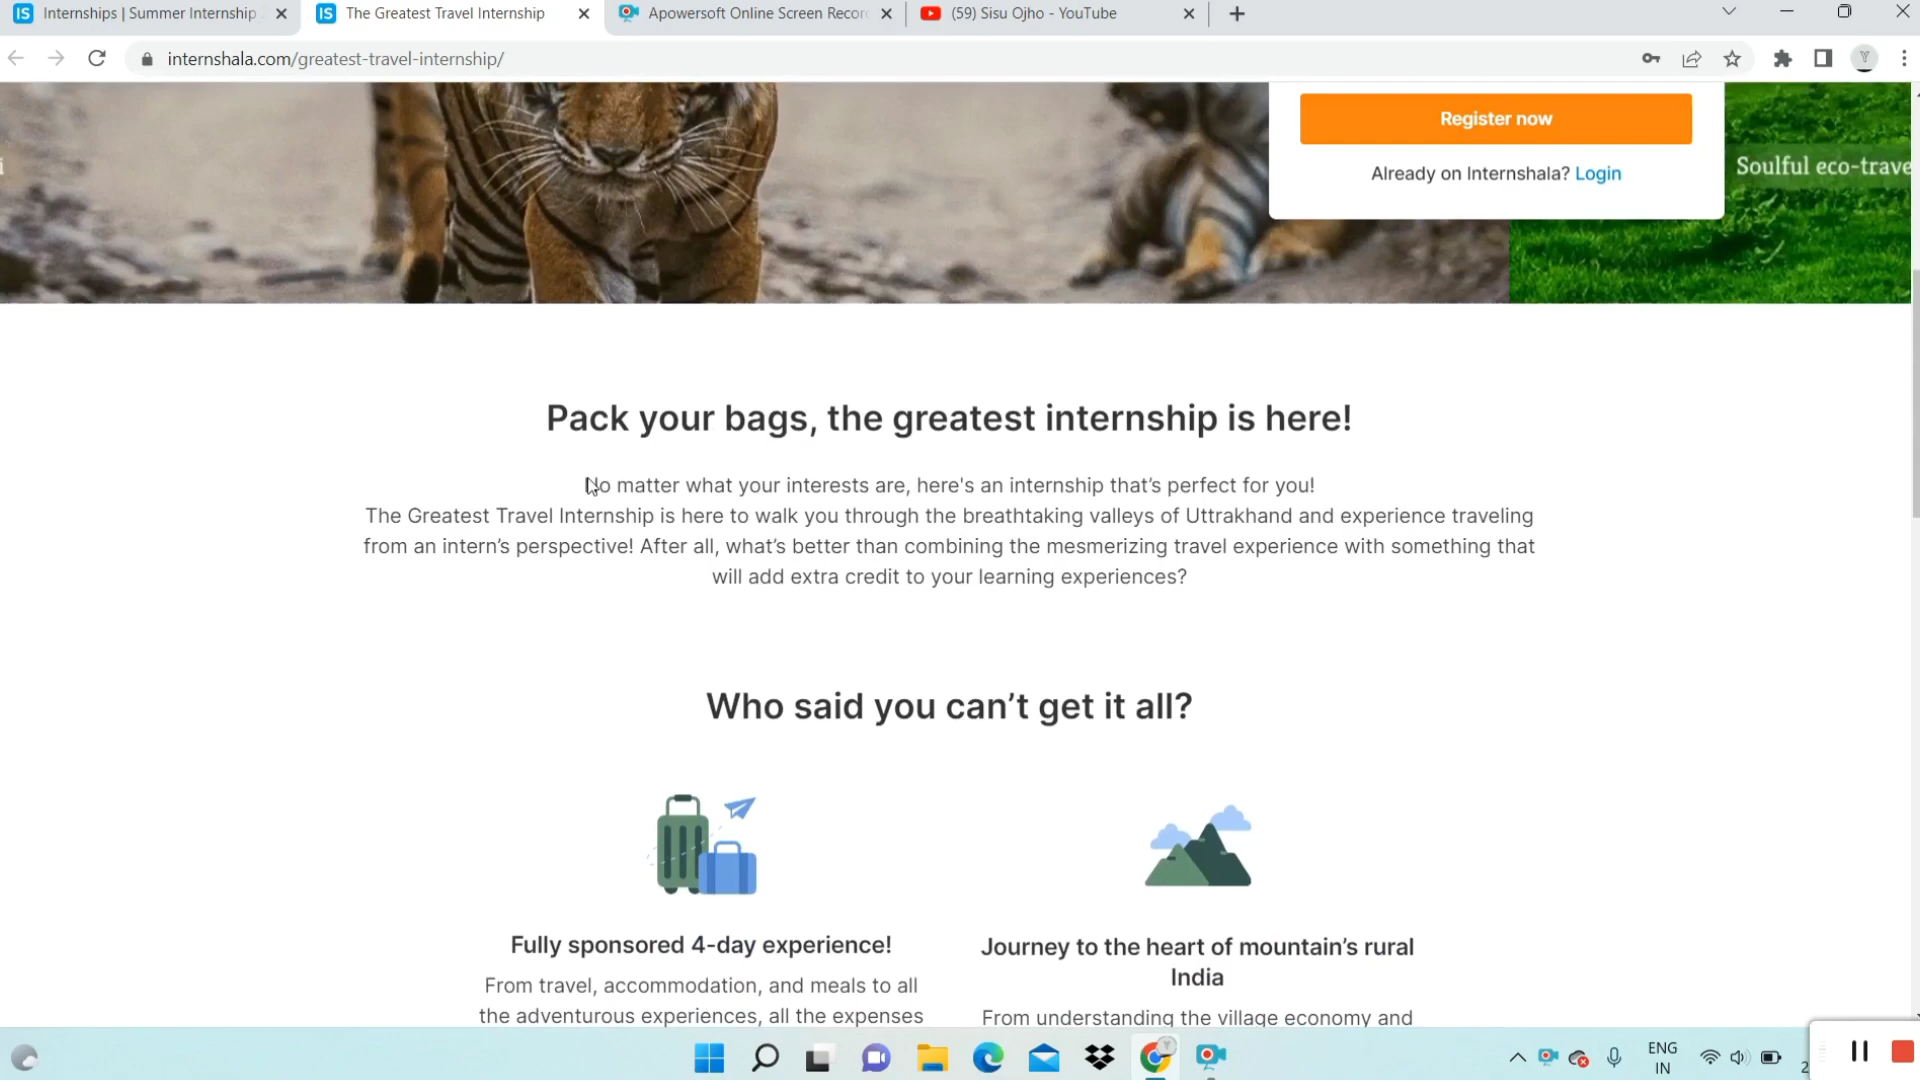 Internships | Summer Internship
The Greatest Travel Internship
Apowersoft Online Screen Recor
(59) Sisu Ojho - YouTube
internshala.com/greatest-travel-internship/
Register now
Already on Internshala? Login
Soulful eco-trave
Pack your bags, the greatest internship is here!
No matter what your interests are, here's an internship that's perfect for you!
The Greatest Travel Internship is here to walk you through the breathtaking valleys of Uttrakhand and experience traveling
from an intern's perspective! After all, what's better than combining the mesmerizing travel experience with something that
will add extra credit to your learning experiences?
Who said you can't get it all?
Fully sponsored 4-day experience!
From travel, accommodation, and meals to all
the adventurous experiences, all the expenses
Journey to the heart of mountain's rural
India
From understanding the village economy and
ENG
IN